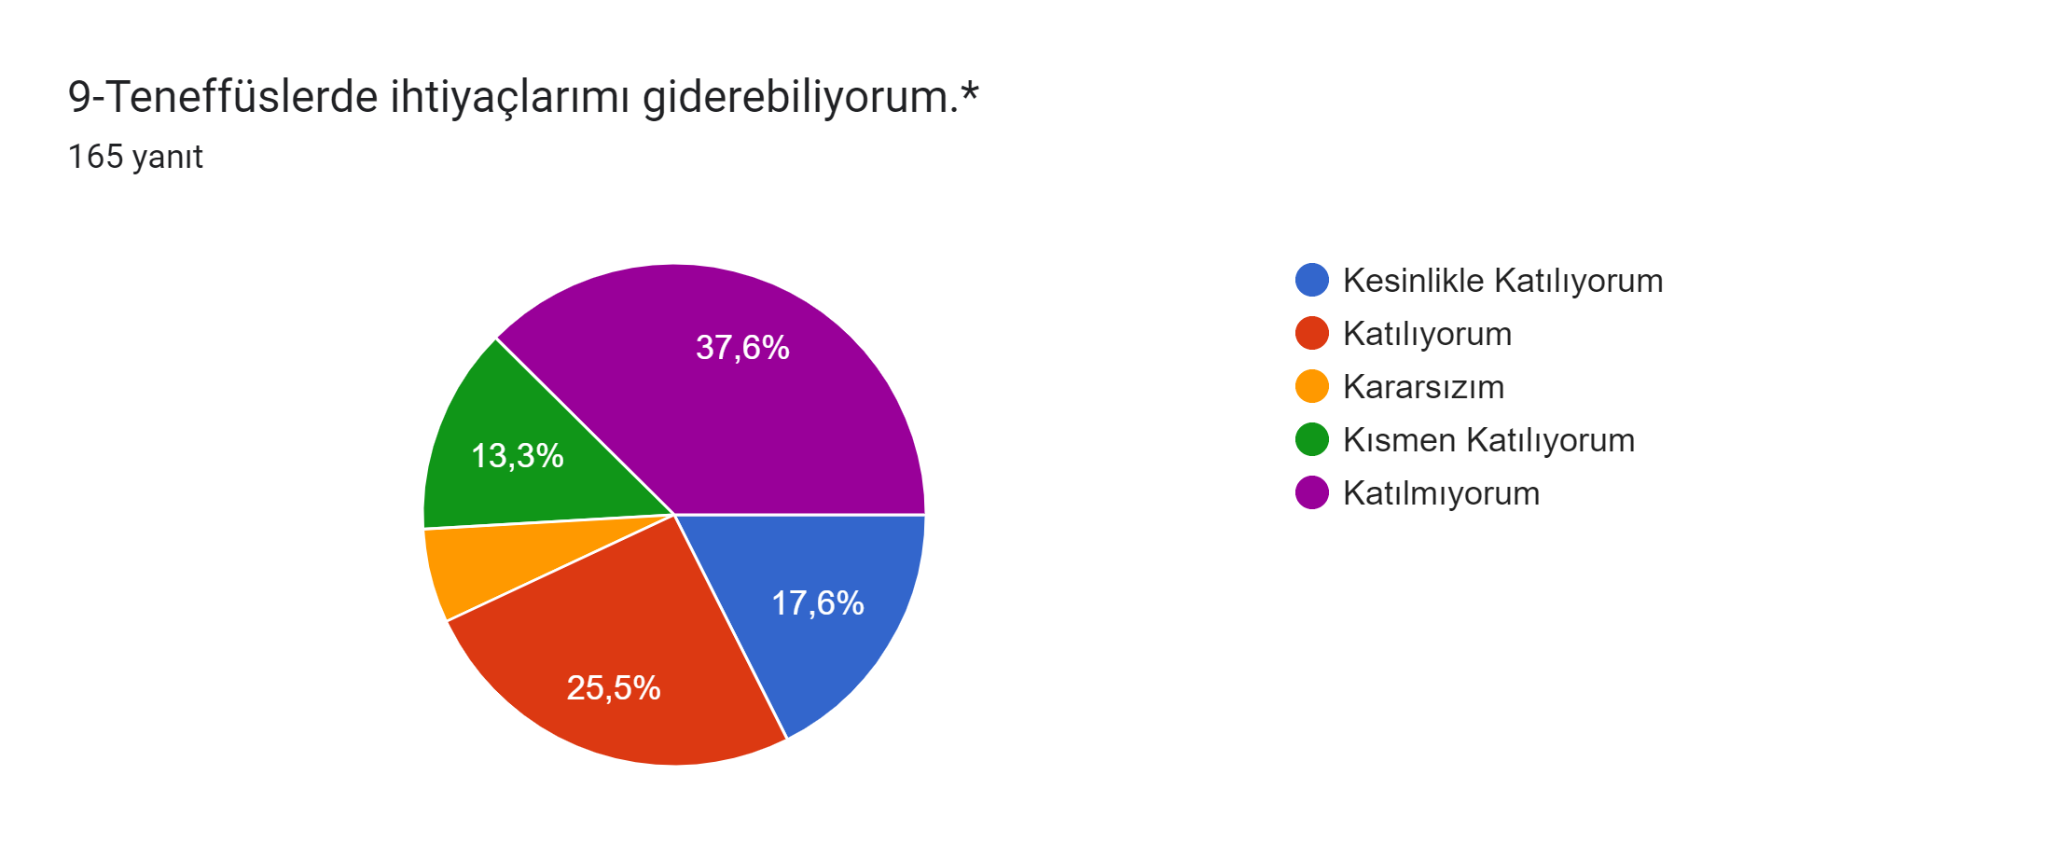 9-Teneffüslerde ihtiyaçlarımı giderebiliyorum.*
165 yanıt
37,6%
13,3%
17,6%
25,5%
Kesinlikle Katılıyorum
Katılıyorum
Kararsızım
Kısmen Katılıyorum
Katılmıyorum